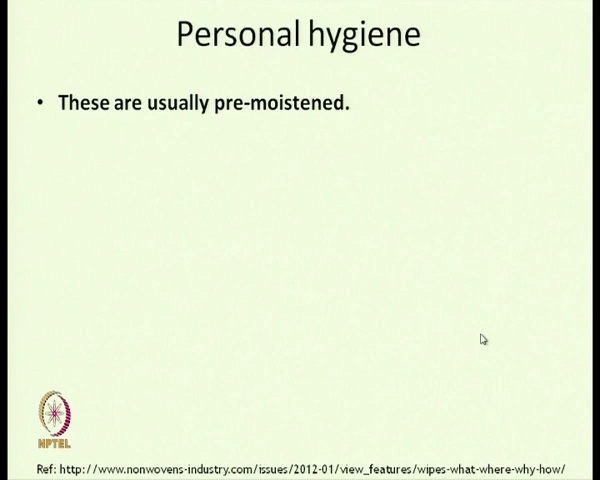 Personal hygiene
• These are usually pre-moistened.
NPTEL
Ref: http://www.nonwovens-industry.com/issues/2012-01/view_features/wipes-what-where-why-how/